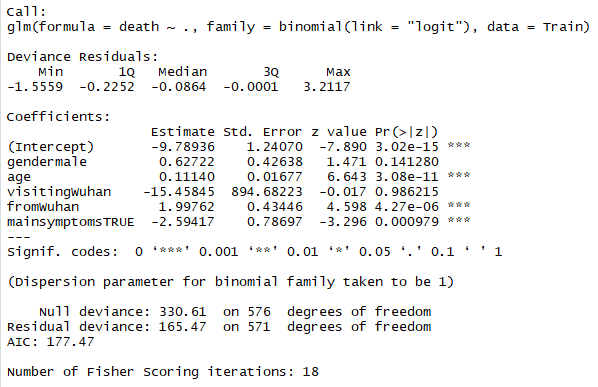 Call:
glm(formula = death ~ ., family = binomial(link = "logit"), data = Train)
Deviance Residuals:
Min 1Q Median 3Q Max
-1.5559 -0.2252 -0.0864 -0.0001 3.2117
Coefficients:
Estimate Std. Error z value Pr(>|z|)
(Intercept) -9.78936 1.24070 -7.890 3.02e-15 ***
gendermale 0.62722 0.42638 1.471 0.141280
age 0.11140 0.01677 6.643 3.08e-11 ***
visitingWuhan -15.45845 894.68223 -0.017 0.986215
fromWuhan 1.99762 0.43446 4.598 4.27e-06 ***
mainsymptomsTRUE -2.59417 0.78697 -3.296 0.000979 ***
---
Signif. codes: 0 ‘***’ 0.001 ‘**’ 0.01 ‘*’ 0.05 ‘.’ 0.1 ‘ ’ 1
(Dispersion parameter for binomial family taken to be 1)
Null deviance: 330.61 on 576 degrees of freedom
Residual deviance: 165.47 on 571 degrees of freedom
AIC: 177.47
Number of Fisher Scoring iterations: 18